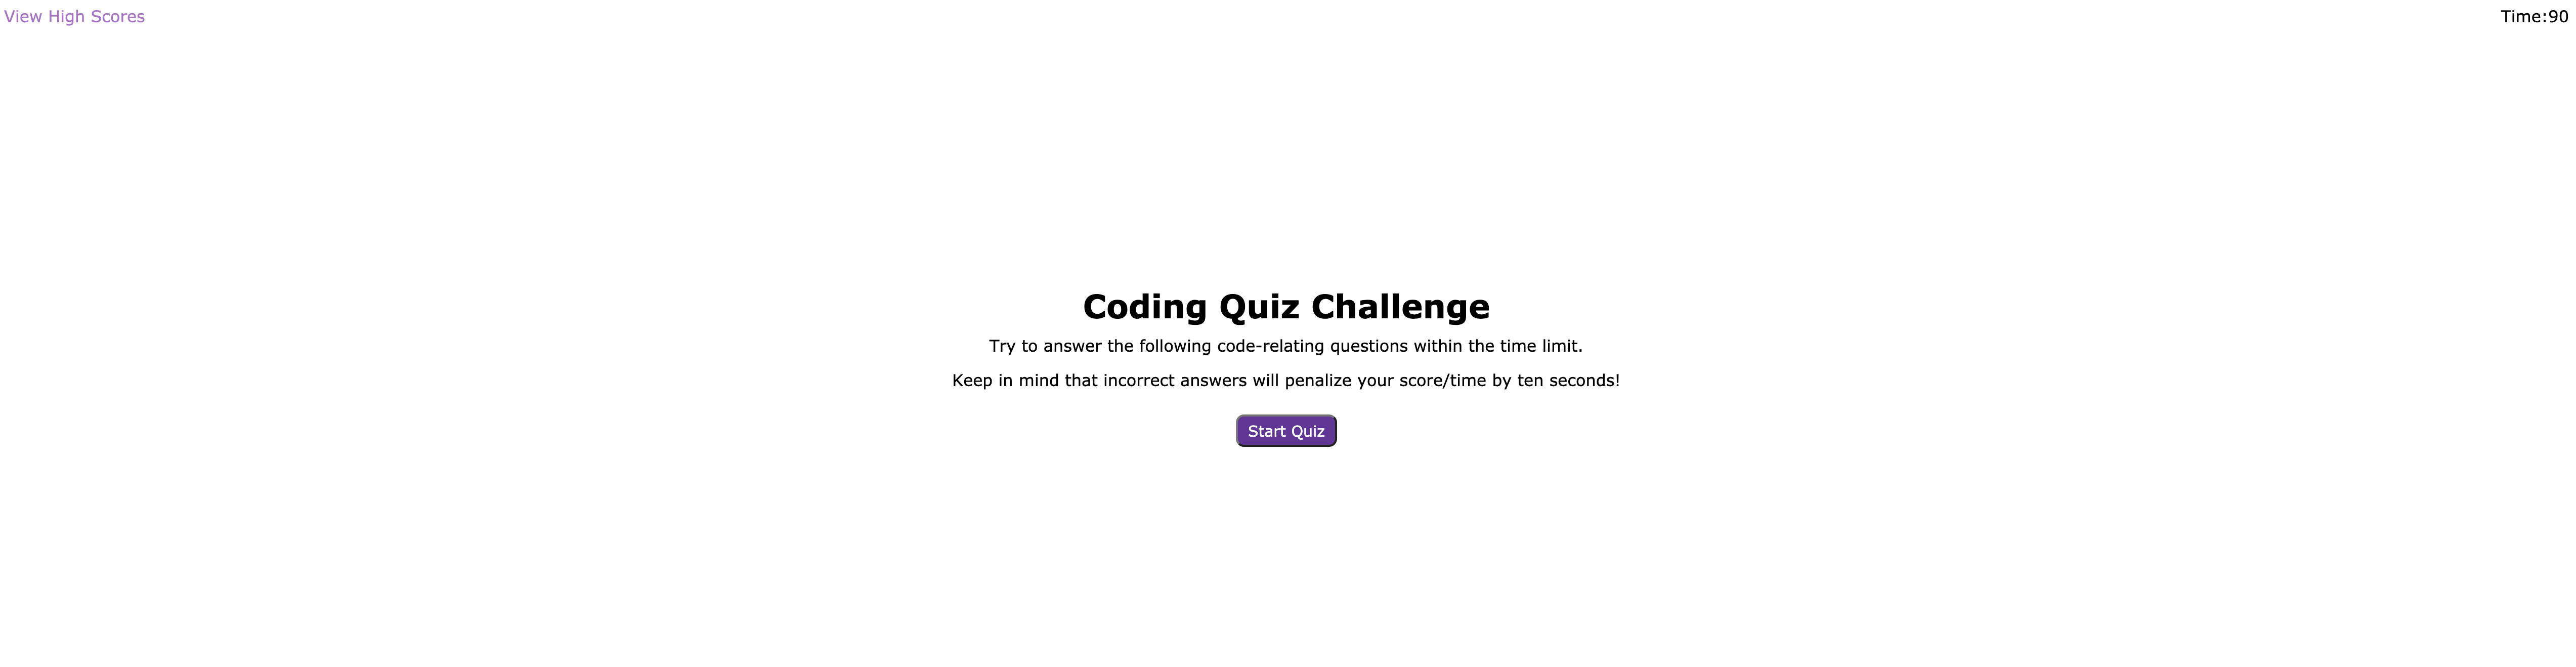 View High Scores
Time:90
Coding Quiz Challenge
Try to answer the following code-relating questions within the time limit.
Keep in mind that incorrect answers will penalize your score/time by ten seconds!
Start Quiz